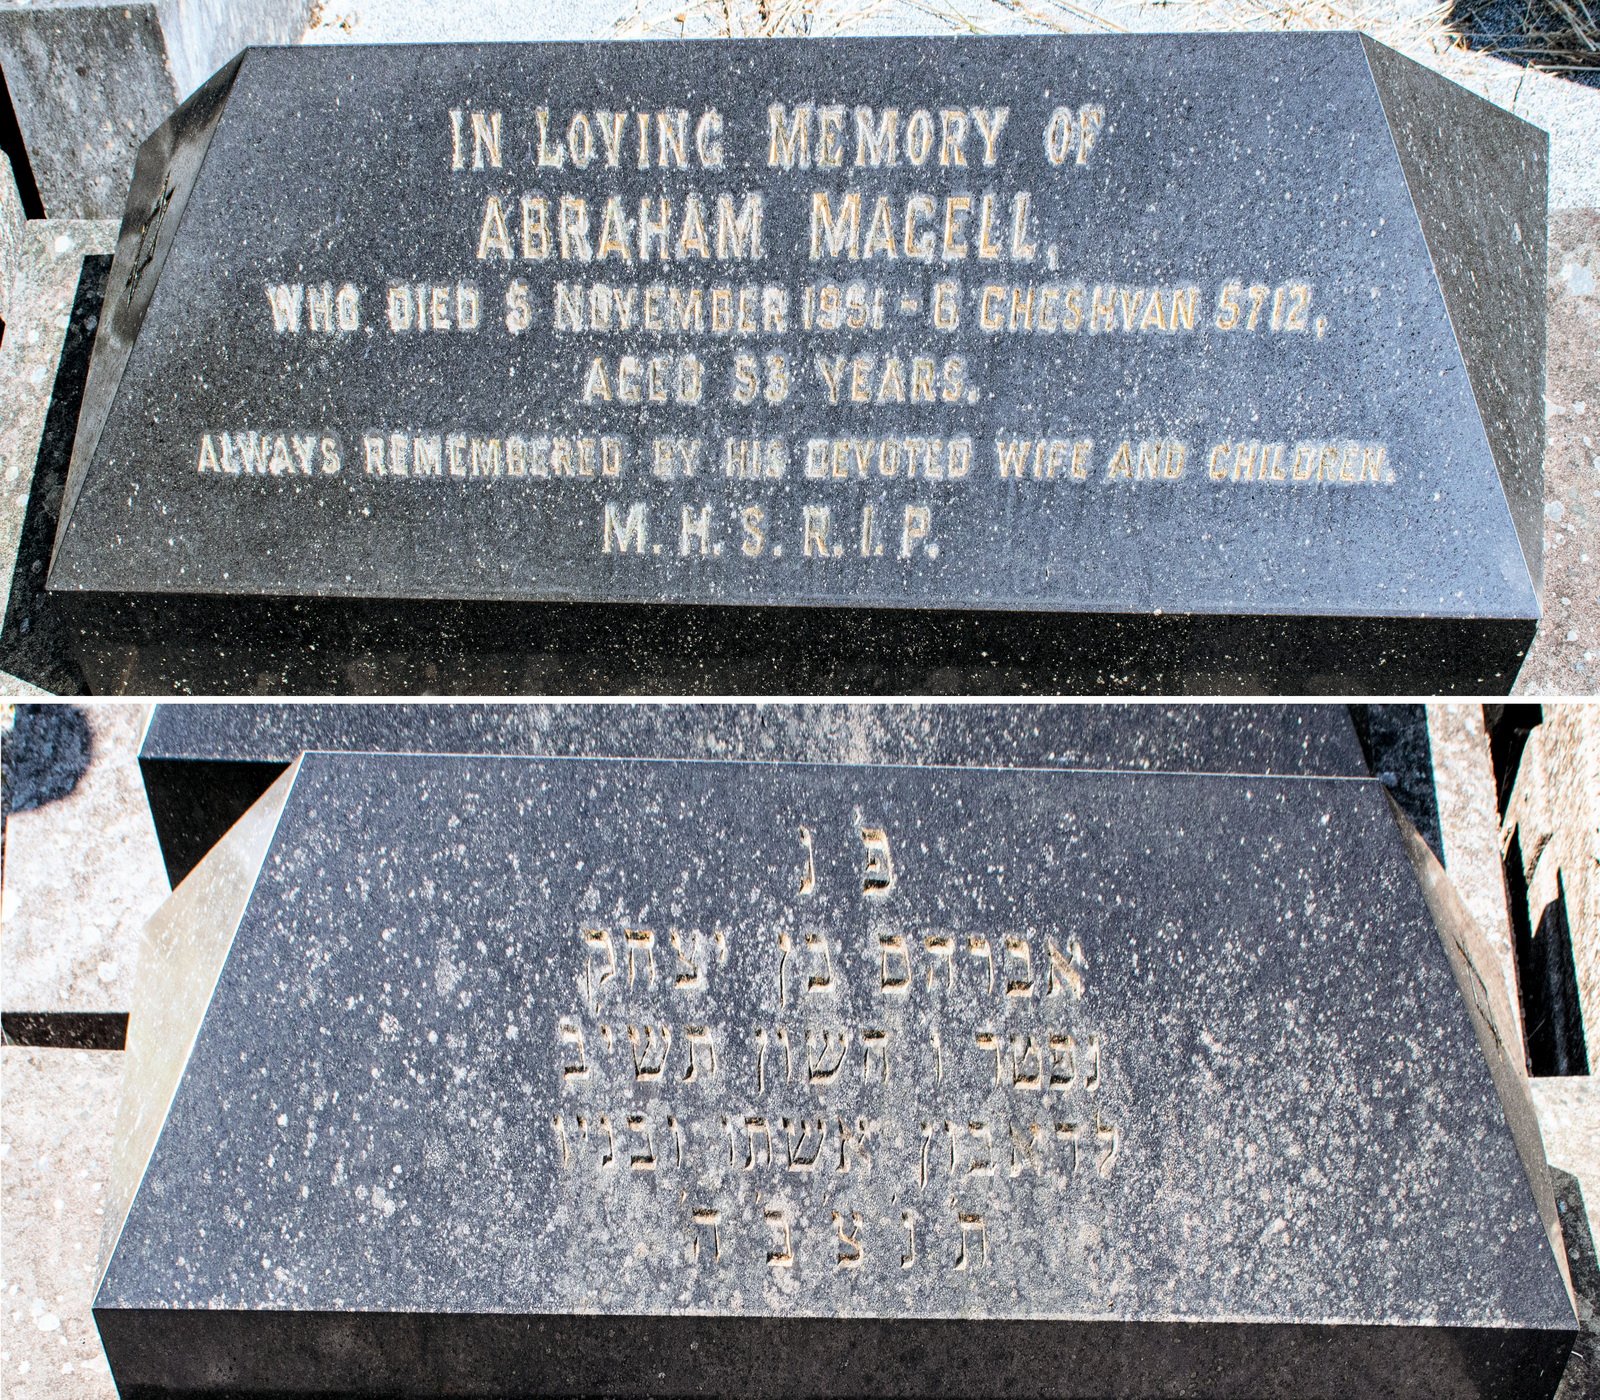 IN LOVING MEMORY OF
ABRAHAM MAGELL,
WHO DIED 5 NOVEMBER 1951 - 6 CHESHVAN 5712,
AGED 53 YEARS.
ALWAYS REMEMBERED BY HIS DEVOTED WIFE AND CHILDREN.
M.H.S.R.I.P.
פ' נ
אברהם בן יצחק
נפטר ו חשון תשיב
לדאבון אשתו ובניו
ת' נ' צ' ב' ה